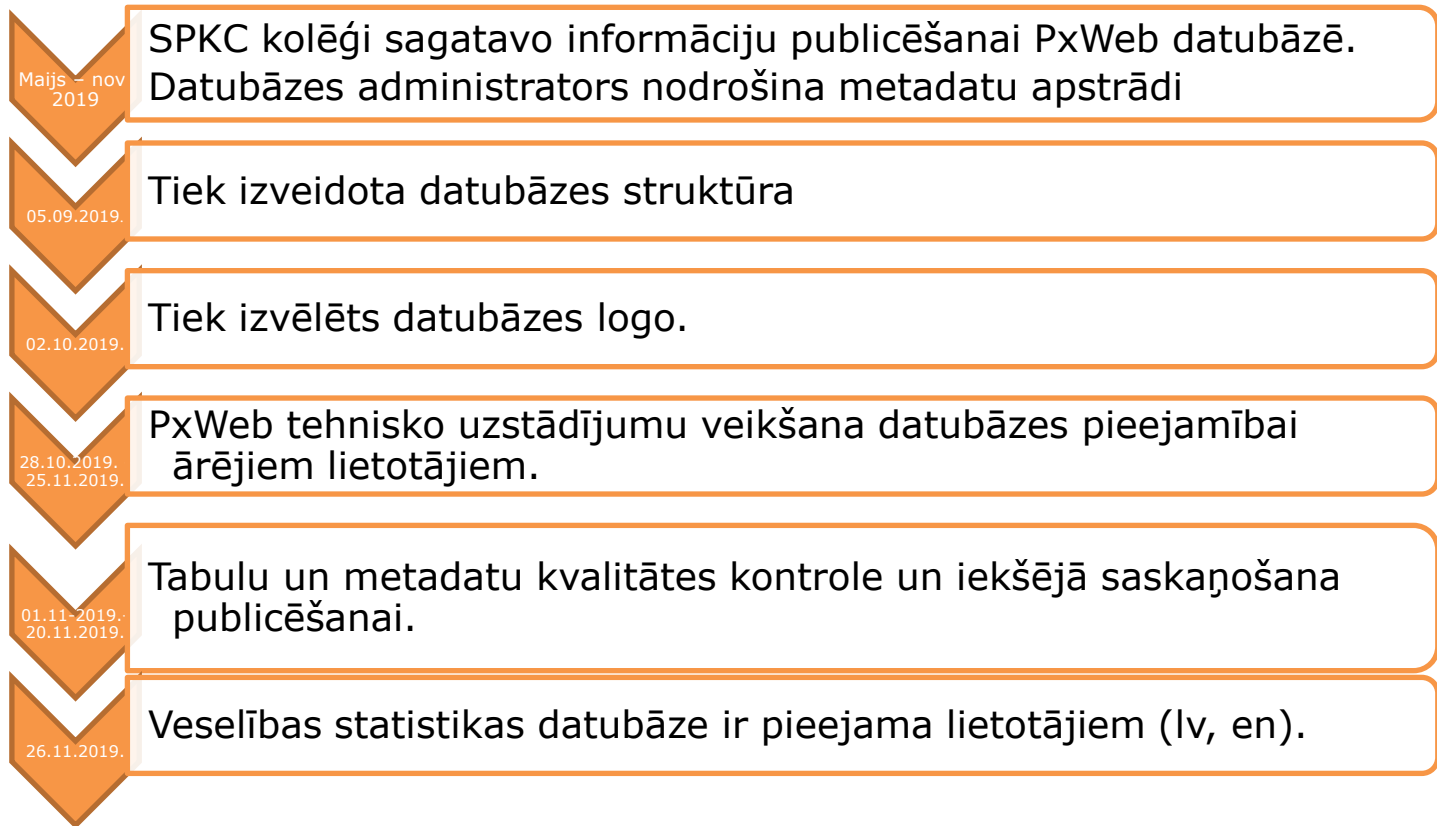 Maijs – nov
2019
SPKC kolēģi sagatavo informāciju publicēšanai PxWeb datubāzē.
Datubāzes administrators nodrošina metadatu apstrādi
05.09.2019.
Tiek izveidota datubāzes struktūra
02.10.2019.
Tiek izvēlēts datubāzes logo.
28.10.2019.
25.11.2019.
PxWeb tehnisko uzstādījumu veikšana datubāzes pieejamībai
ārējiem lietotājiem.
01.11-2019.-
20.11.2019.
Tabulu un metadatu kvalitātes kontrole un iekšējā saskaņošana
publicēšanai.
26.11.2019.
Veselības statistikas datubāze ir pieejama lietotājiem (lv, en).